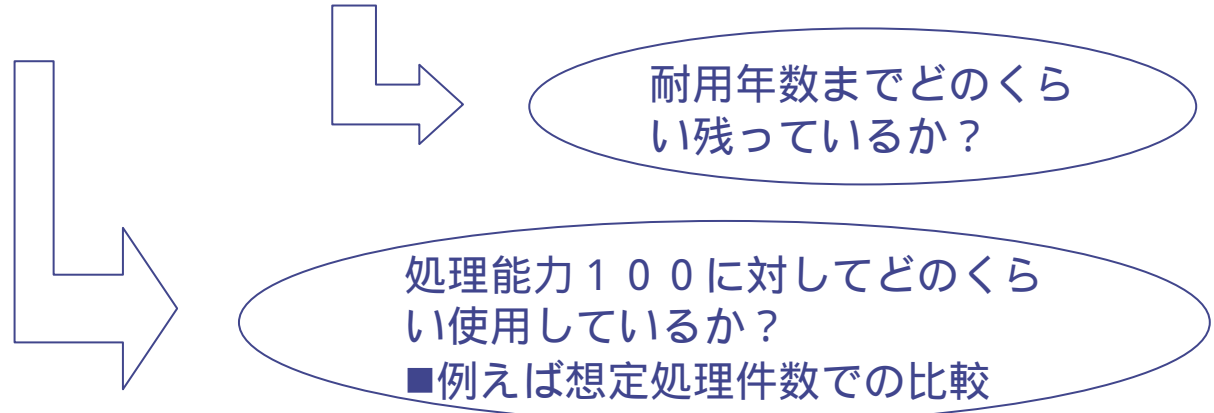 耐用年数までどのくら
い残っているか？
処理能力１００に対してどのくら
い使用しているか？
■例えば想定処理件数での比較